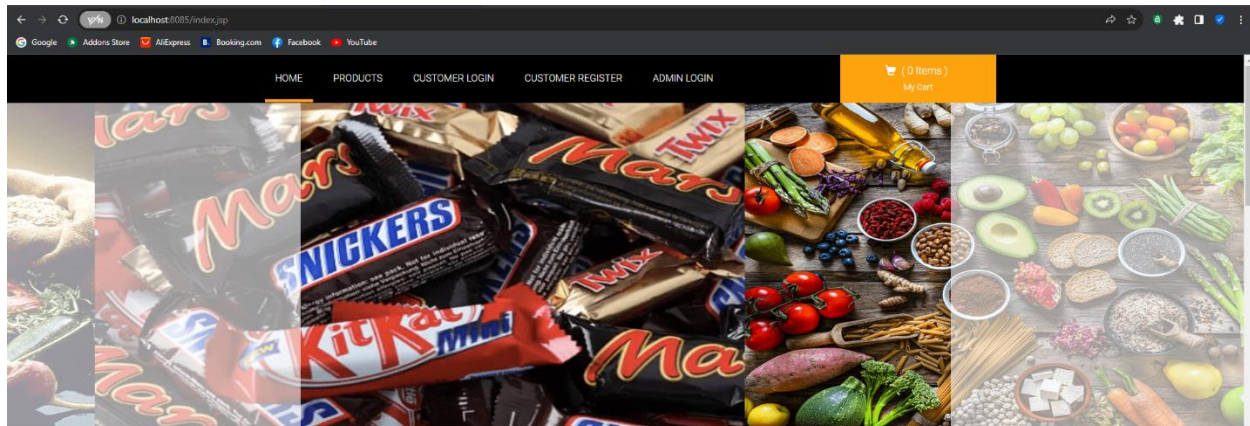 V/N localhost:8085/index.jsp
Google Addons Store AliExpress B. Booking.com Facebook YouTube
HOME PRODUCTS CUSTOMER LOGIN CUSTOMER REGISTER ADMIN LOGIN ( 0 Items )
My Cart
Mars
TWIX
Mars
Mars
SNICKERS
Twix
KitKat
Mini
Mars
Mars